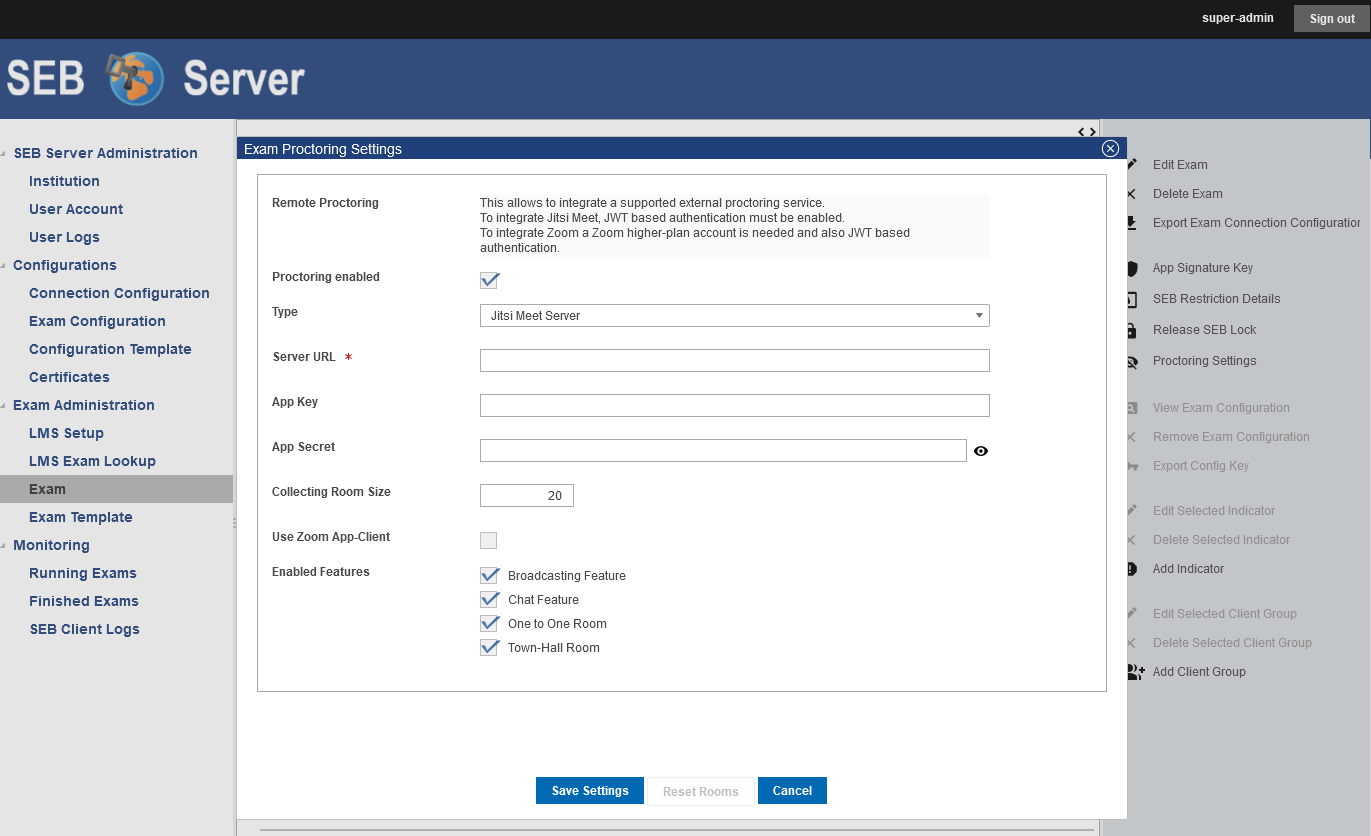 super-admin
Sign out
SEB Server
SEB Server Administration
Institution
User Account
User Logs
Configurations
Connection Configuration
Exam Configuration
Configuration Template
Certificates
Exam Administration
LMS Setup
LMS Exam Lookup
Exam
Exam Template
Monitoring
Running Exams
Finished Exams
SEB Client Logs
Exam Proctoring Settings
Remote Proctoring
This allows to integrate a supported external proctoring service.
To integrate Jitsi Meet, JWT based authentication must be enabled.
To integrate Zoom a Zoom higher-plan account is needed and also JWT based
authentication.
Proctoring enabled
Type
Jitsi Meet Server
Server URL *
App Key
App Secret
Collecting Room Size
20
Use Zoom App-Client
Enabled Features
Broadcasting Feature
Chat Feature
One to One Room
Town-Hall Room
Save Settings
Reset Rooms
Cancel
Edit Exam
Delete Exam
Export Exam Connection Configuration
App Signature Key
SEB Restriction Details
Release SEB Lock
Proctoring Settings
View Exam Configuration
Remove Exam Configuration
Export Config Key
Edit Selected Indicator
Delete Selected Indicator
Add Indicator
Edit Selected Client Group
Delete Selected Client Group
Add Client Group